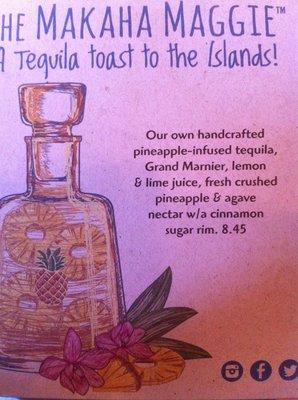 HE MAKAHA MAGGIE™
A Tequila toast to the Islands!
Our own handcrafted
pineapple-infused tequila,
Grand Marnier, lemon
& lime juice, fresh crushed
pineapple & agave
nectar w/a cinnamon
sugar rim. 8.45